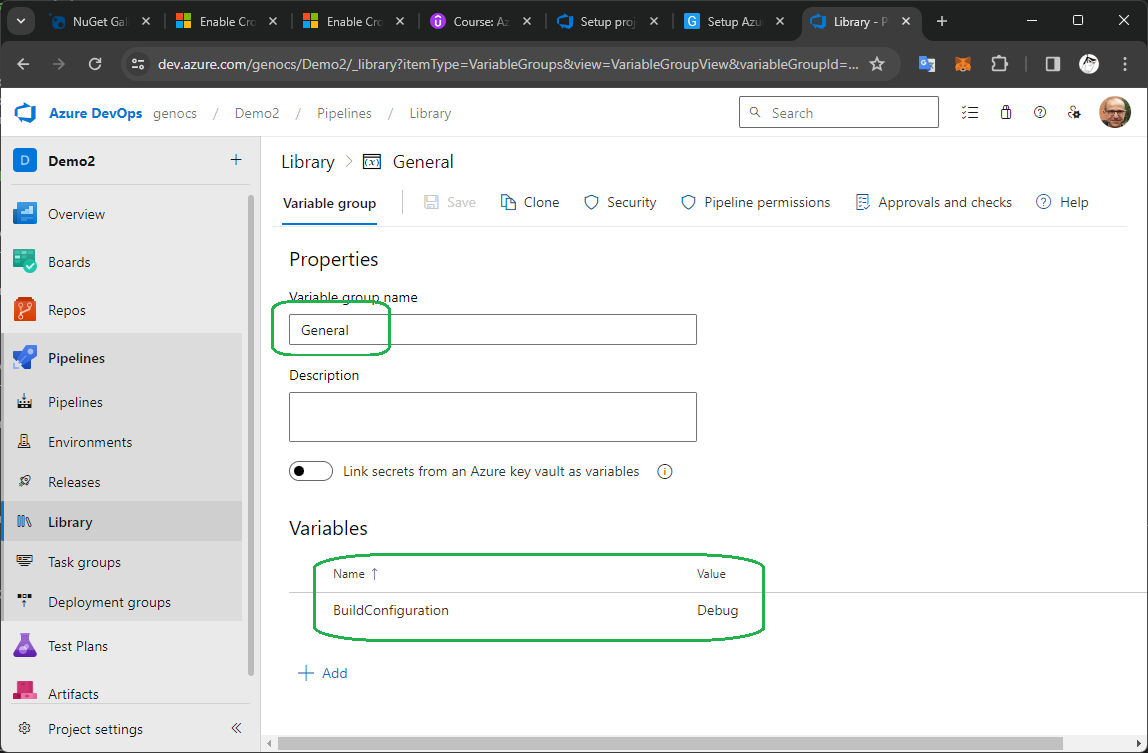 NuGet Gall
Enable Cro
Enable Cro
Course: Az
Setup proj
Setup Azu
Library - P
dev.azure.com/genocs/Demo2/_library?itemType=VariableGroups&view=VariableGroupView&variableGroupId=...
Azure DevOps genocs / Demo2 / Pipelines / Library
Search
D Demo2
Overview
Boards
Repos
Pipelines
Pipelines
Environments
Releases
Library
Task groups
Deployment groups
Test Plans
Artifacts
Project settings
Library > (x) General
Variable group Save Clone Security Pipeline permissions Approvals and checks Help
Properties
Variable group name
General
Description
Link secrets from an Azure key vault as variables
Variables
Name ↑ Value
BuildConfiguration Debug
+ Add